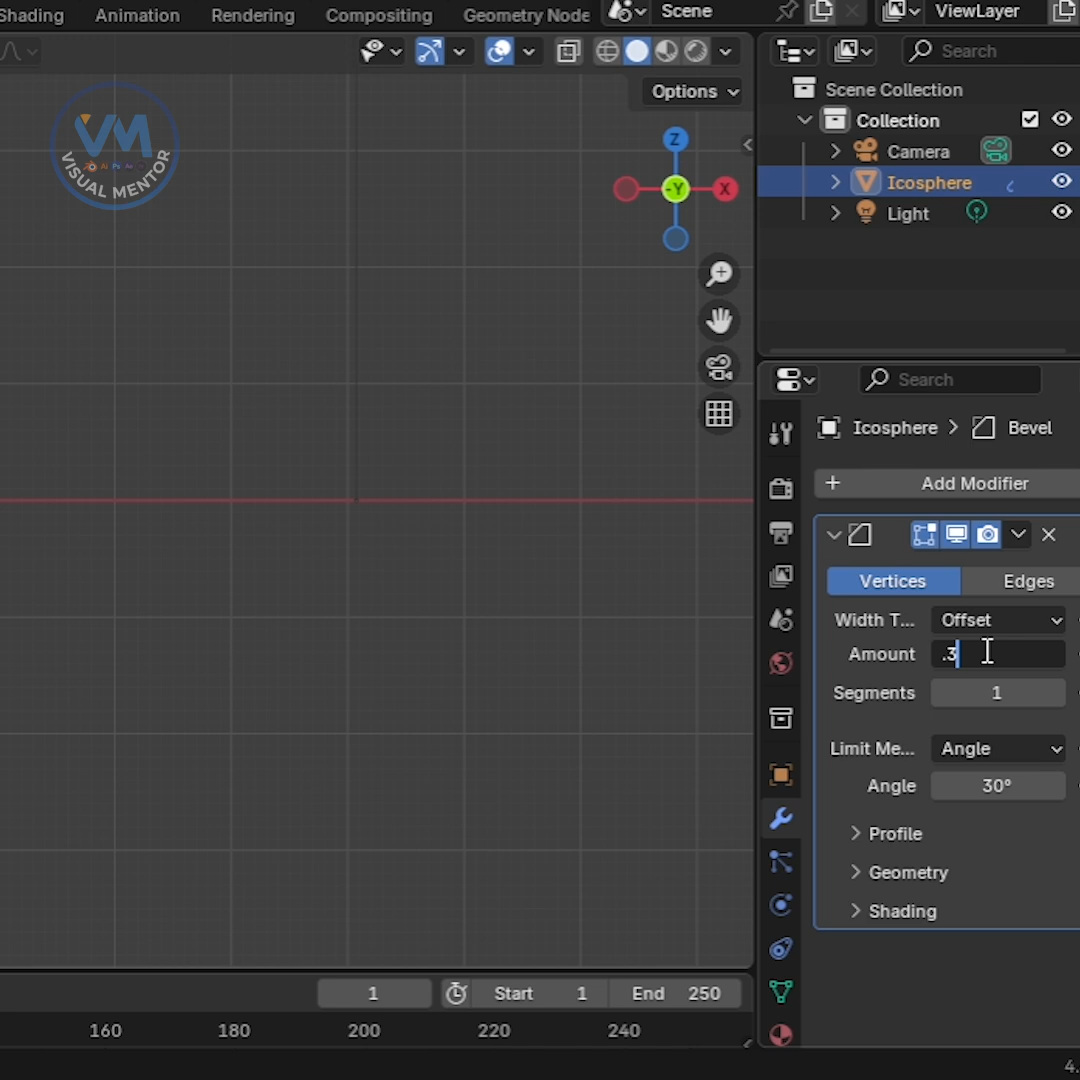 Shading Animation Rendering Compositing Geometry Node Scene ViewLayer
Search
Options
VM
VISUAL MENTOR
Z
-Y
X
Scene Collection
Collection
Camera
Icosphere
Light
Search
Icosphere > Bevel
+ Add Modifier
Vertices Edges
Width T... Offset
Amount .3
Segments 1
Limit Me... Angle
Angle 30°
Profile
Geometry
Shading
1 Start 1 End 250
160 180 200 220 240
4.